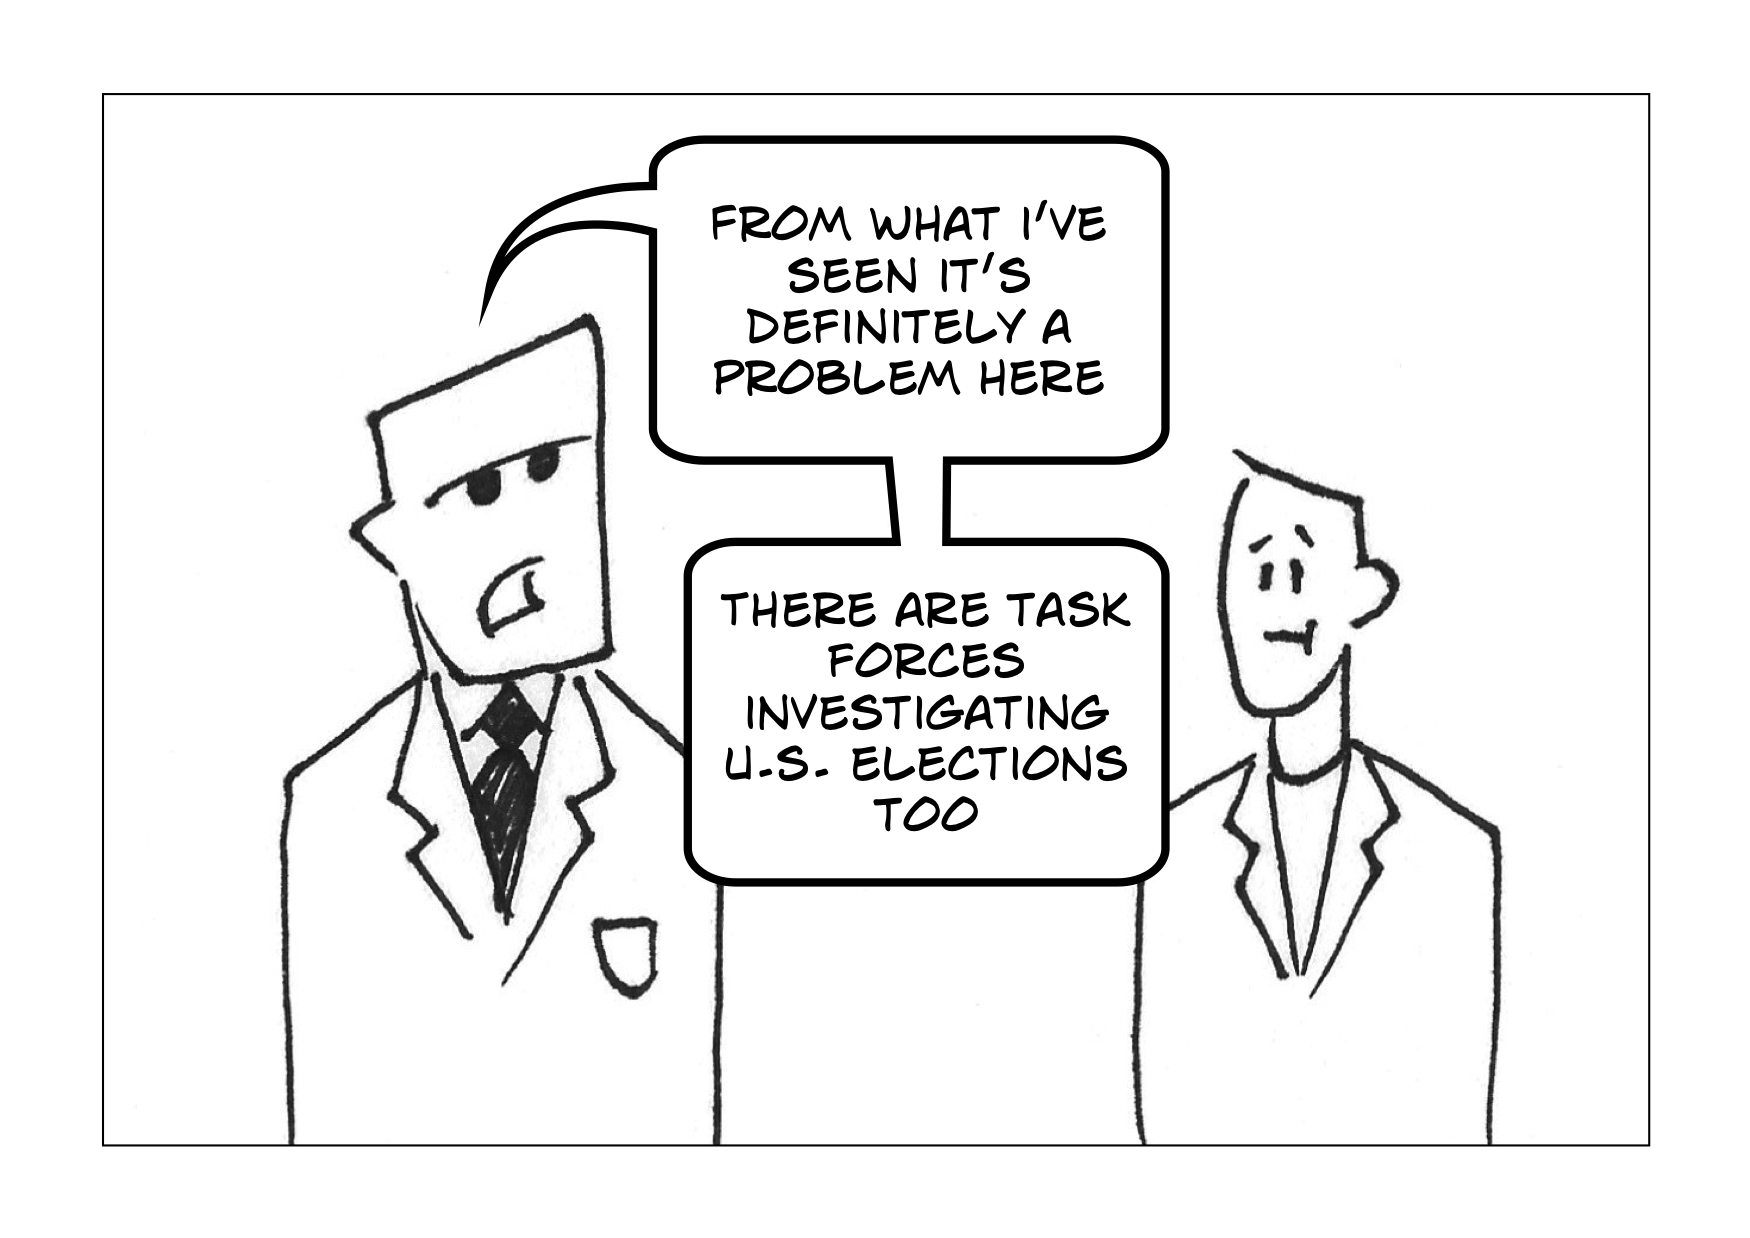 FROM WHAT I'VE
SEEN IT'S
DEFINITELY A
PROBLEM HERE
THERE ARE TASK
FORCES
INVESTIGATING
U.S. ELECTIONS
TOO